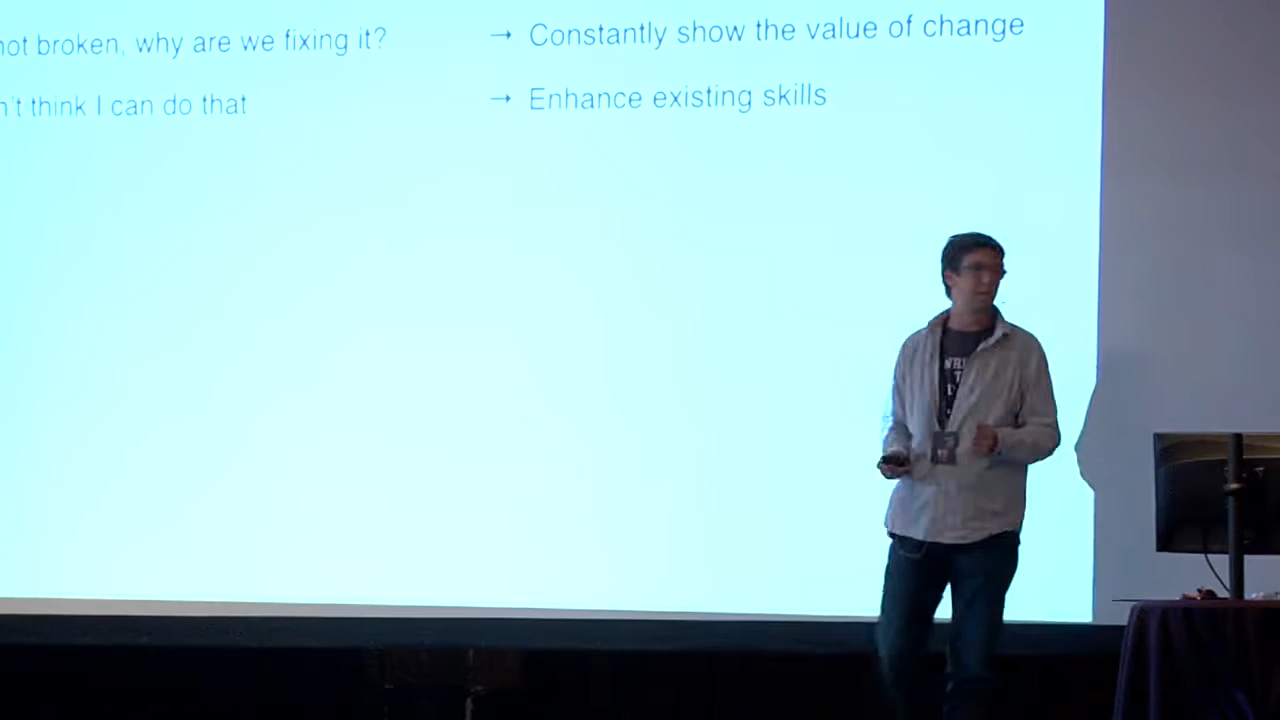 not broken, why are we fixing it? → Constantly show the value of change
n't think I can do that → Enhance existing skills